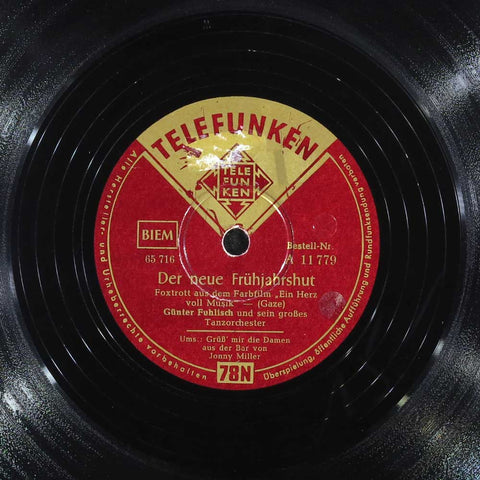 TELEFUNKEN
TELE
FUN
KEN
Alle Hersteller- und Urheberrechte vorbehalten
Überspielung, öffentliche Aufführung und Rundfunksendung verboten
BIEM
65 716
Bestell-Nr.
A 11 779
Der neue Frühjahrshut
Foxtrott aus dem Farbfilm „Ein Herz
voll Musik" — (Gaze)
Günter Fuhlisch und sein großes
Tanzorchester
Ums.: Grüß' mir die Damen
aus der Bar von
Jonny Miller
78N